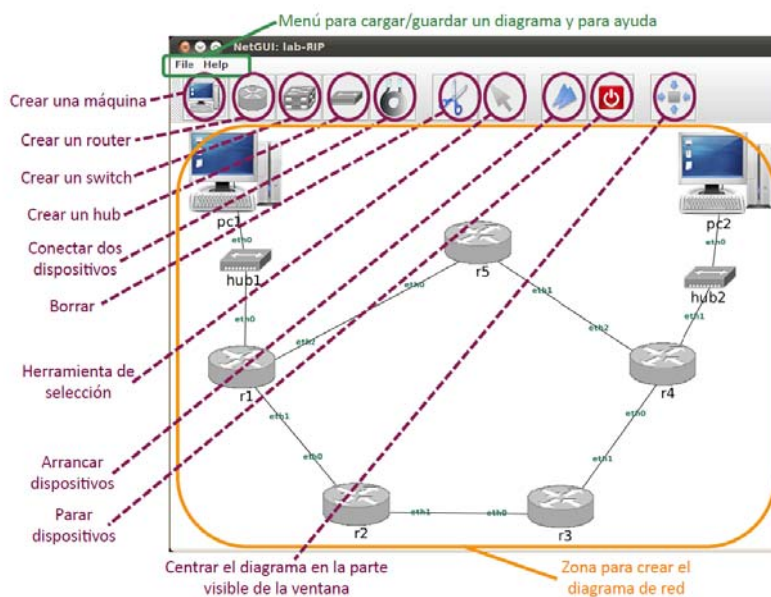 Menú para cargar/guardar un diagrama y para ayuda
NetGUI: lab-RIP
File Help
Crear una máquina
Crear un router
Crear un switch
Crear un hub
Conectar dos
dispositivos
Borrar
Herramienta de
selección
Arrancar
dispositivos
Parar
dispositivos
pc1
eth0
hub1
eth0
r1
eth2
eth1
eth0
r5
eth1
pc2
eth0
hub2
eth1
eth2
r4
eth0
eth0
r2
eth1
eth0
r3
eth1
Centrar el diagrama en la parte
visible de la ventana
Zona para crear el
diagrama de red